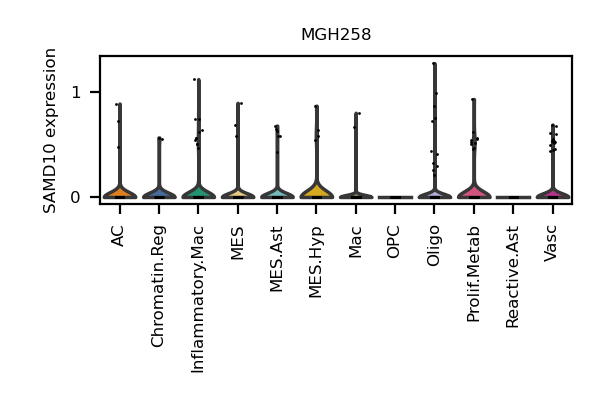 MGH258
SAMD10 expression
1
0
AC
Chromatin.Reg
Inflammatory.Mac
MES
MES.Ast
MES.Hyp
Mac
OPC
Oligo
Prolif.Metab
Reactive.Ast
Vasc